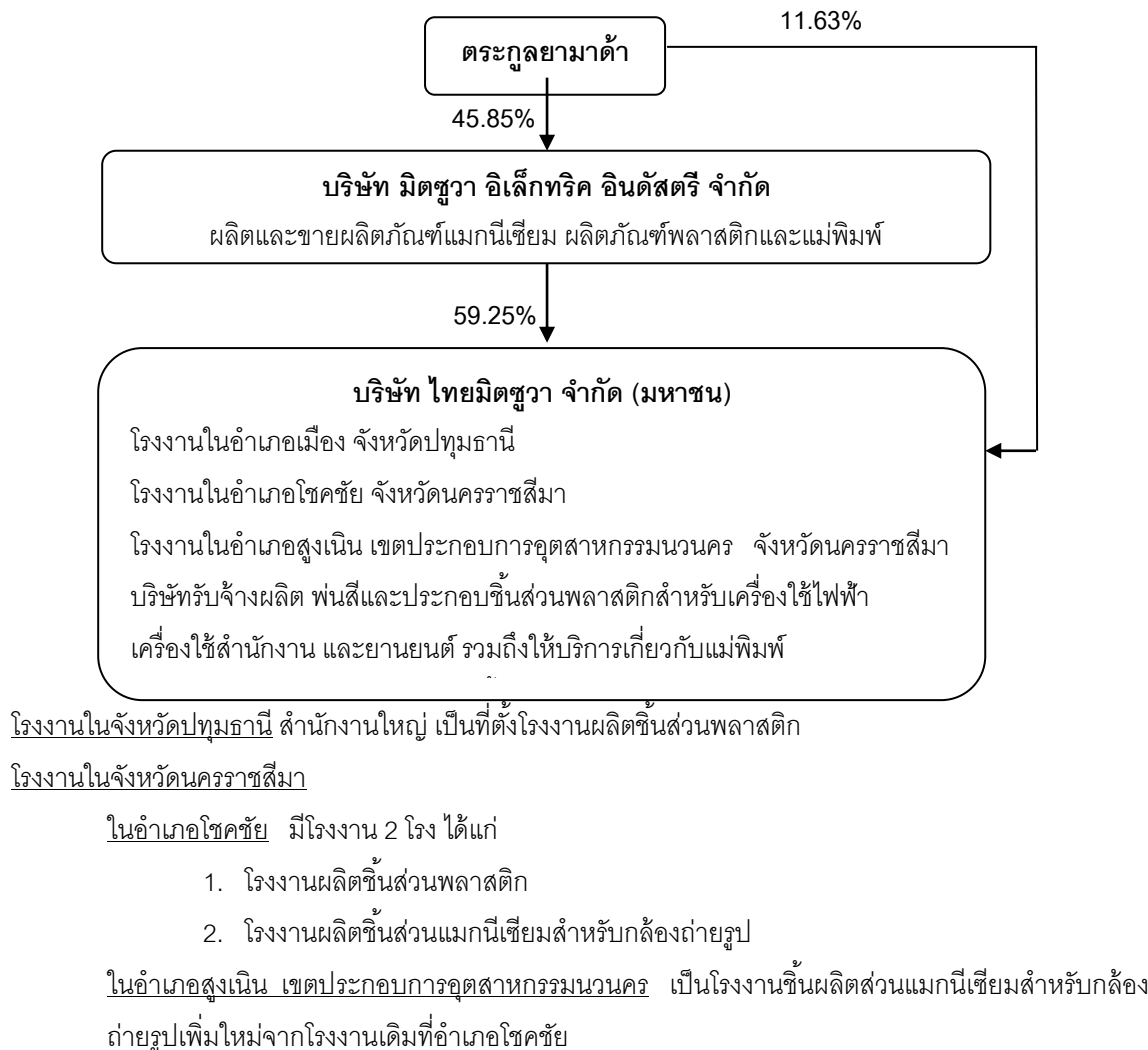 11.63%
ตระกูลยามาด้า
45.85%
บริษัท มิตซูวา อิเล็กทริค อินดัสตรี จำกัด
ผลิตและขายผลิตภัณฑ์แมกนีเซียม ผลิตภัณฑ์พลาสติกและแม่พิมพ์
59.25%
บริษัท ไทยมิตซูวา จำกัด (มหาชน)
โรงงานในอำเภอเมือง จังหวัดปทุมธานี
โรงงานในอำเภอโชคชัย จังหวัดนครราชสีมา
โรงงานในอำเภอสูงเนิน เขตประกอบการอุตสาหกรรมนวนคร จังหวัดนครราชสีมา
บริษัทรับจ้างผลิต พ่นสีและประกอบชิ้นส่วนพลาสติกสำหรับเครื่องใช้ไฟฟ้า
เครื่องใช้สำนักงาน และยานยนต์ รวมถึงให้บริการเกี่ยวกับแม่พิมพ์
โรงงานในจังหวัดปทุมธานี สำนักงานใหญ่ เป็นที่ตั้งโรงงานผลิตชิ้นส่วนพลาสติก
โรงงานในจังหวัดนครราชสีมา
ในอำเภอโชคชัย มีโรงงาน 2 โรง ได้แก่
1. โรงงานผลิตชิ้นส่วนพลาสติก
2. โรงงานผลิตชิ้นส่วนแมกนีเซียมสำหรับกล้องถ่ายรูป
ในอำเภอสูงเนิน เขตประกอบการอุตสาหกรรมนวนคร เป็นโรงงานชิ้นผลิตส่วนแมกนีเซียมสำหรับกล้อง
ถ่ายรูปเพิ่มใหม่จากโรงงานเดิมที่อำเภอโชคชัย